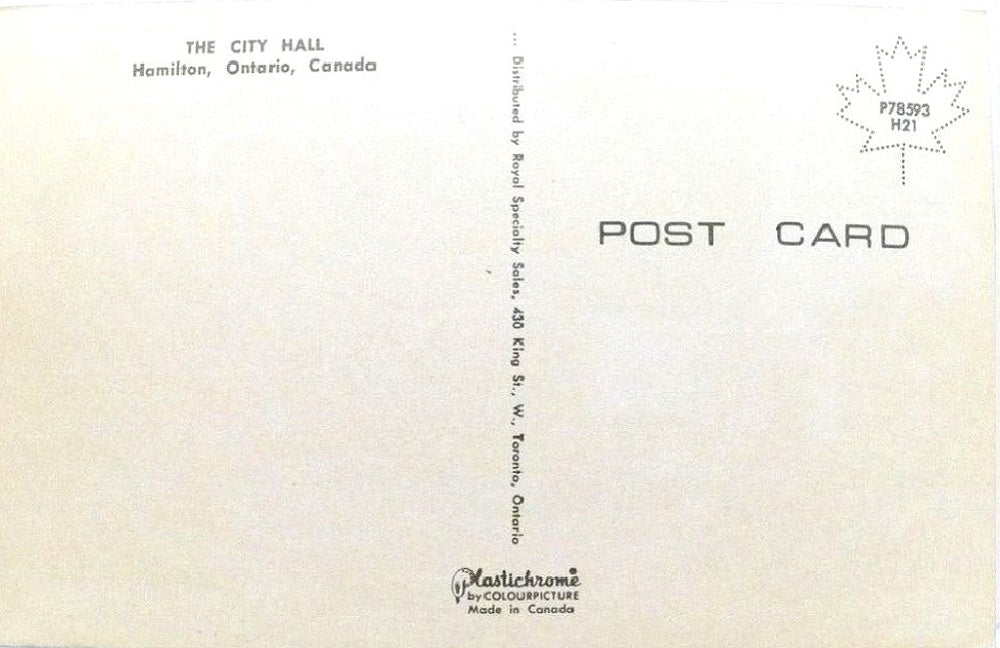 THE CITY HALL
Hamilton, Ontario, Canada
... Distributed by Royal Specialty Sales, 430 King St., W., Toronto, Ontario
P78593
H21
POST CARD
Plastichrome
by COLOURPICTURE
Made in Canada